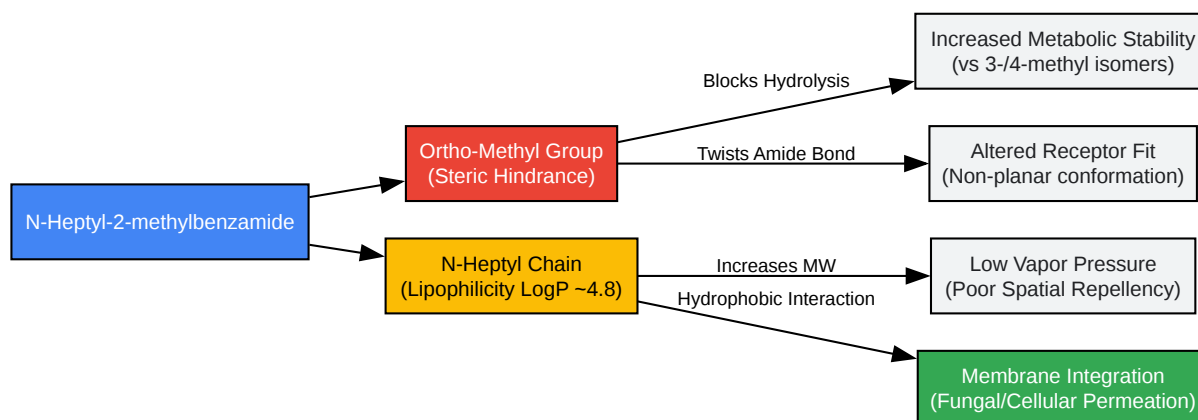 Increased Metabolic Stability
(vs 3-/4-methyl isomers)
Blocks Hydrolysis
Ortho-Methyl Group
(Steric Hindrance)
Twists Amide Bond
Altered Receptor Fit
(Non-planar conformation)
N-Heptyl-2-methylbenzamide
N-Heptyl Chain
(Lipophilicity LogP ~4.8)
Increases MW
Low Vapor Pressure
(Poor Spatial Repellency)
Hydrophobic Interaction
Membrane Integration
(Fungal/Cellular Permeation)